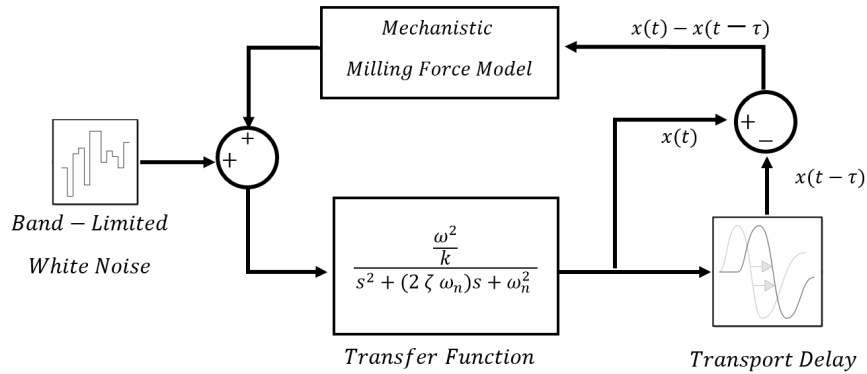 Mechanistic
Milling Force Model
x(t) − x(t − τ)
+
+
+
−
x(t)
x(t − τ)
Band − Limited
White Noise
ω²
k
s² + (2 ζ ωₙ)s + ωₙ²
Transfer Function
Transport Delay